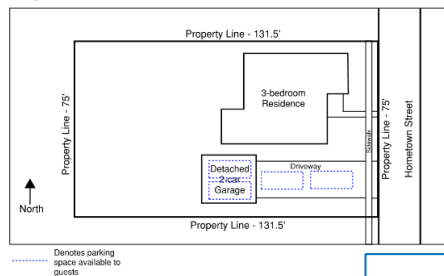 Property Line - 131.5'
Property Line - 75'
3-bedroom
Residence
Property Line - 75'
Hometown Street
Sidewalk
Detached
2-car
Garage
Driveway
North
Property Line - 131.5'
Denotes parking
space available to
guests